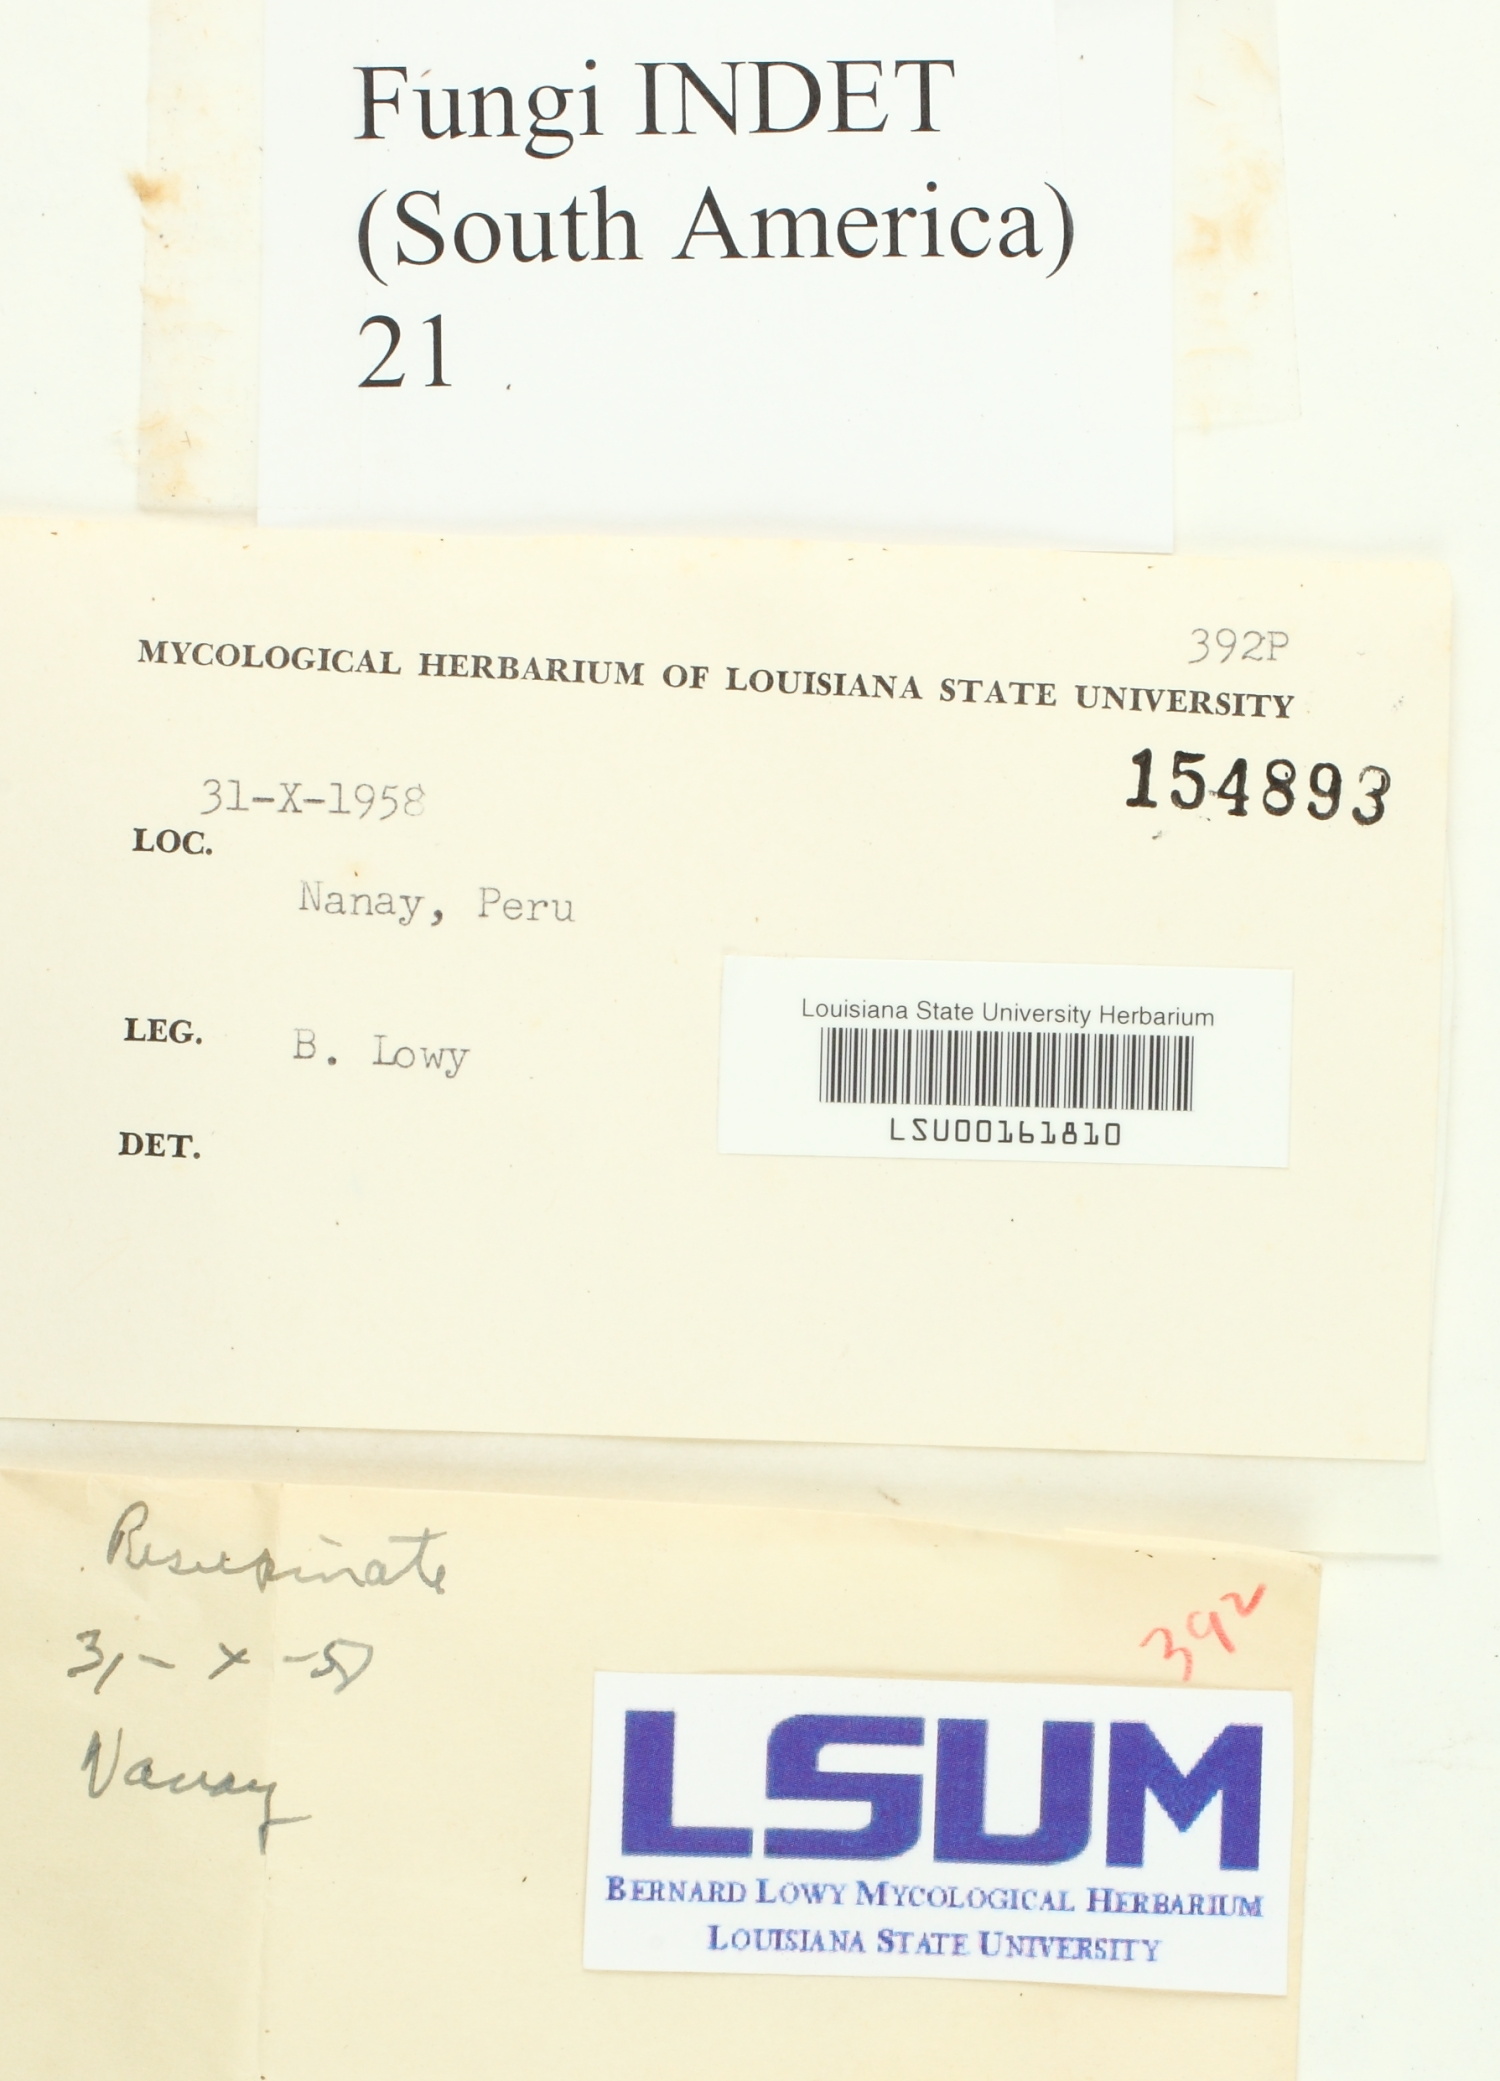 Fungi INDET
(South America)
21
392P
MYCOLOGICAL HERBARIUM OF LOUISIANA STATE UNIVERSITY
154893
31-X-1958
LOC.
Nanay, Peru
Louisiana State University Herbarium
LEG. B. Lowy
LSU00161810
DET.
Resupinate
392
31- X -58
Nanay
LSUM
BERNARD LOWY MYCOLOGICAL HERBARIUM
LOUISIANA STATE UNIVERSITY